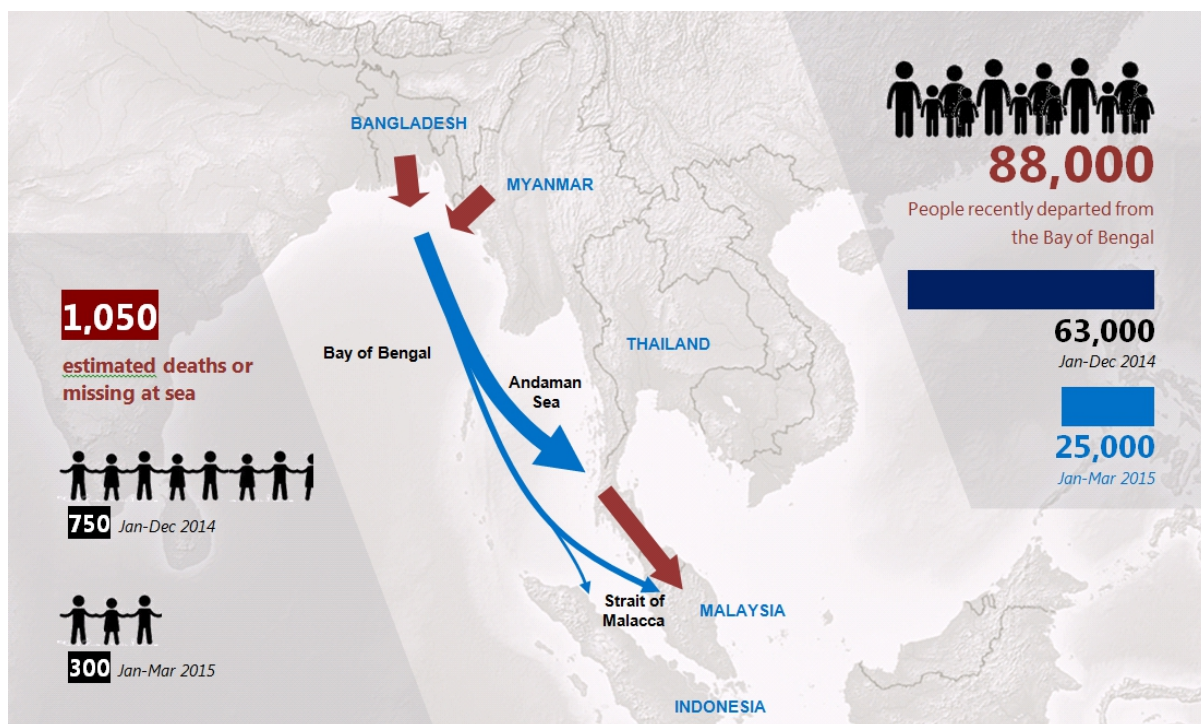 BANGLADESH
MYANMAR
88,000
People recently departed from
the Bay of Bengal
63,000
Jan-Dec 2014
25,000
Jan-Mar 2015
1,050
estimated deaths or
missing at sea
750 Jan-Dec 2014
300 Jan-Mar 2015
Bay of Bengal
Andaman
Sea
THAILAND
Strait of
Malacca
MALAYSIA
INDONESIA